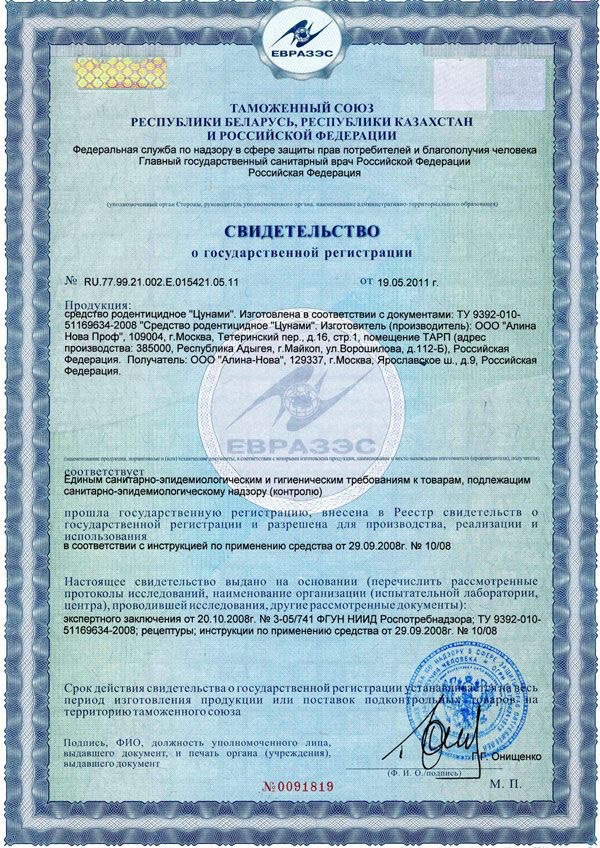 ЕВРАЗЭС
ТАМОЖЕННЫЙ СОЮЗ
РЕСПУБЛИКИ БЕЛАРУСЬ, РЕСПУБЛИКИ КАЗАХСТАН
И РОССИЙСКОЙ ФЕДЕРАЦИИ
Федеральная служба по надзору в сфере защиты прав потребителей и благополучия человека
Главный государственный санитарный врач Российской Федерации
Российская Федерация
(уполномоченный орган Стороны, руководитель уполномоченного органа, наименование административно-территориального образования)
СВИДЕТЕЛЬСТВО
о государственной регистрации
№ RU.77.99.21.002.Е.015421.05.11 от 19.05.2011 г.
Продукция:
средство родентицидное "Цунами". Изготовлена в соответствии с документами: ТУ 9392-010-
51169634-2008 "Средство родентицидное "Цунами". Изготовитель (производитель): ООО "Алина
Нова Проф", 109004, г.Москва, Тетеринский пер., д.16, стр.1, помещение ТАРП (адрес
производства: 385000, Республика Адыгея, г.Майкоп, ул.Ворошилова, д.112-Б), Российская
Федерация. Получатель: ООО "Алина-Нова", 129337, г.Москва, Ярославское ш., д.9, Российская
Федерация.
ЕВРАЗЭС
(наименование продукции, нормативные и (или) технические документы, в соответствии с которыми изготовлена продукция, наименование и место нахождения изготовителя (производителя), получателя)
соответствует
Единым санитарно-эпидемиологическим и гигиеническим требованиям к товарам, подлежащим
санитарно-эпидемиологическому надзору (контролю)
прошла государственную регистрацию, внесена в Реестр свидетельств о
государственной регистрации и разрешена для производства, реализации и
использования
в соответствии с инструкцией по применению средства от 29.09.2008г. № 10/08
Настоящее свидетельство выдано на основании (перечислить рассмотренные
протоколы исследований, наименование организации (испытательной лаборатории,
центра), проводившей исследования, другие рассмотренные документы):
экспертного заключения от 20.10.2008г. № 3-05/741 ФГУН НИИД Роспотребнадзора; ТУ 9392-010-
51169634-2008; рецептуры; инструкции по применению средства от 29.09.2008г. № 10/08
Срок действия свидетельства о государственной регистрации устанавливается на весь
период изготовления продукции или поставок подконтрольных товаров на
территорию таможенного союза
Подпись, ФИО, должность уполномоченного лица,
выдавшего документ, и печать органа (учреждения),
выдавшего документ
Г.Г. Онищенко
(Ф. И. О./подпись)
№0091819 М. П.